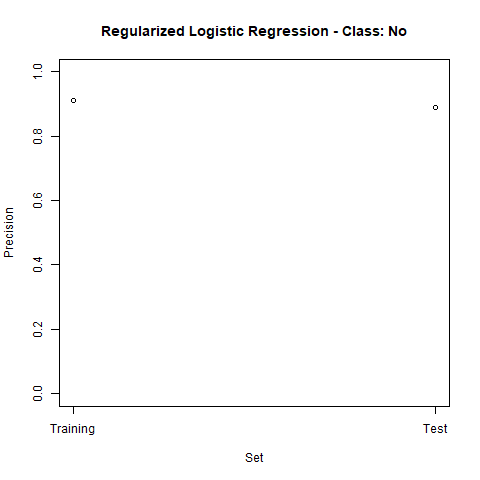 Regularized Logistic Regression - Class: No
Precision
1.0
0.8
0.6
0.4
0.2
0.0
Training
Test
Set